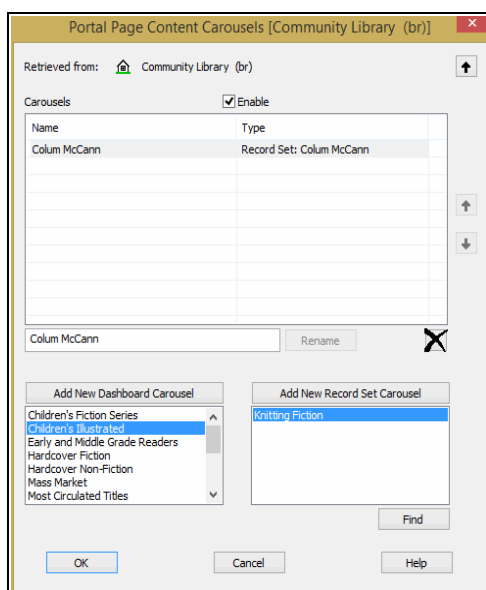 Portal Page Content Carousels [Community Library (br)]
Retrieved from: Community Library (br)
Carousels Enable
Name Type
Colum McCann Record Set: Colum McCann
Colum McCann Rename
Add New Dashboard Carousel Add New Record Set Carousel
Children's Fiction Series Knitting Fiction
Children's Illustrated
Early and Middle Grade Readers
Hardcover Fiction
Hardcover Non-Fiction
Mass Market
Most Circulated Titles
Find
OK Cancel Help